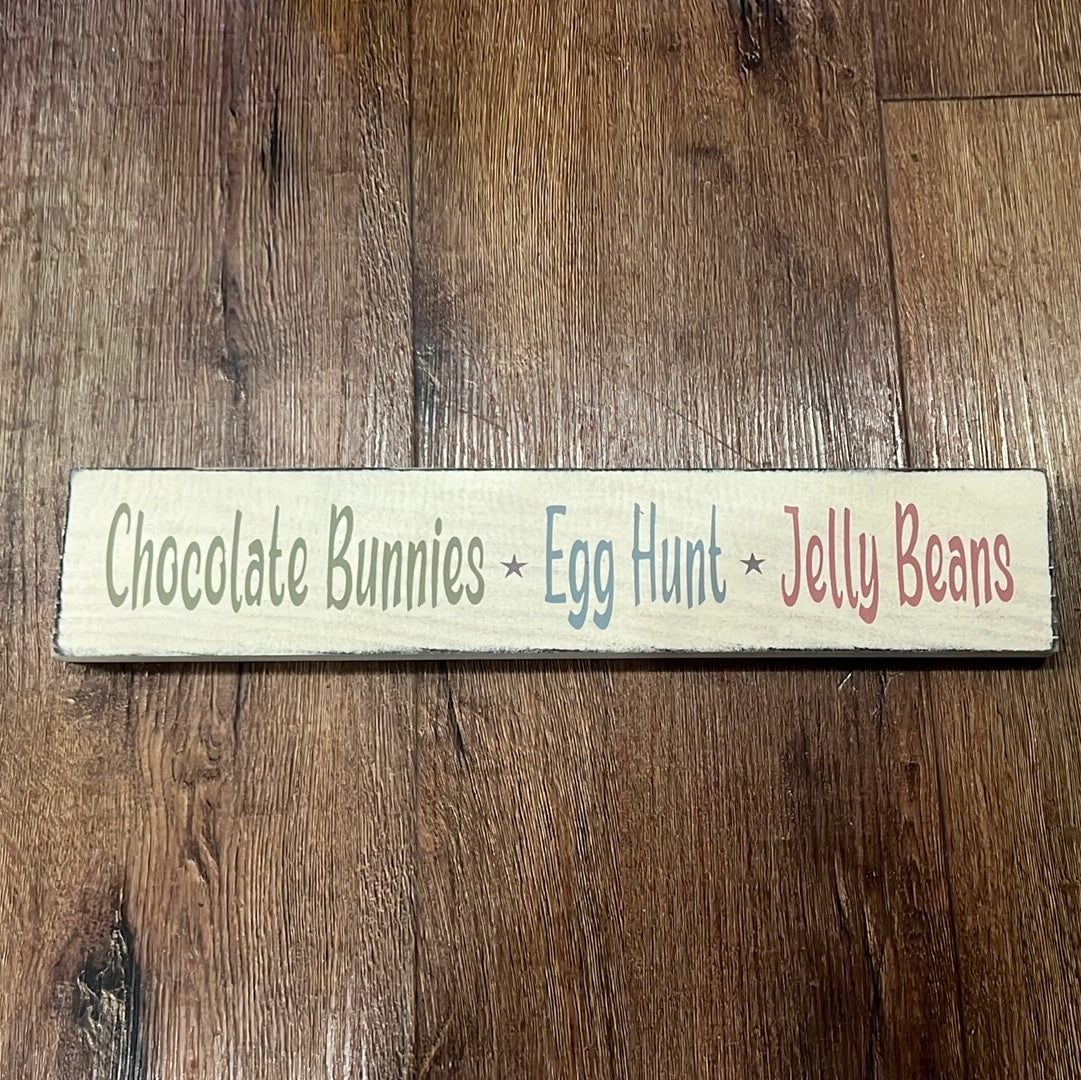 Chocolate Bunnies ★ Egg Hunt ★ Jelly Beans